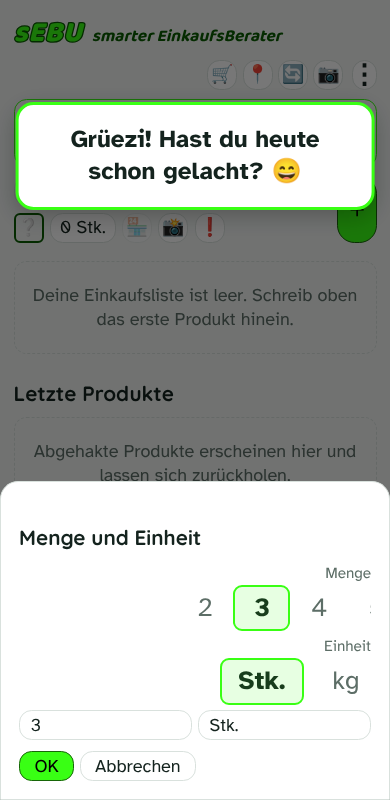 sEBU smarter EinkaufsBerater
Grüezi! Hast du heute
schon gelacht? 😄
0 Stk.
Deine Einkaufsliste ist leer. Schreib oben
das erste Produkt hinein.
Letzte Produkte
Abgehakte Produkte erscheinen hier und
lassen sich zurückholen.
Menge und Einheit
Menge
2 3 4
Einheit
Stk. kg
3 Stk.
OK Abbrechen